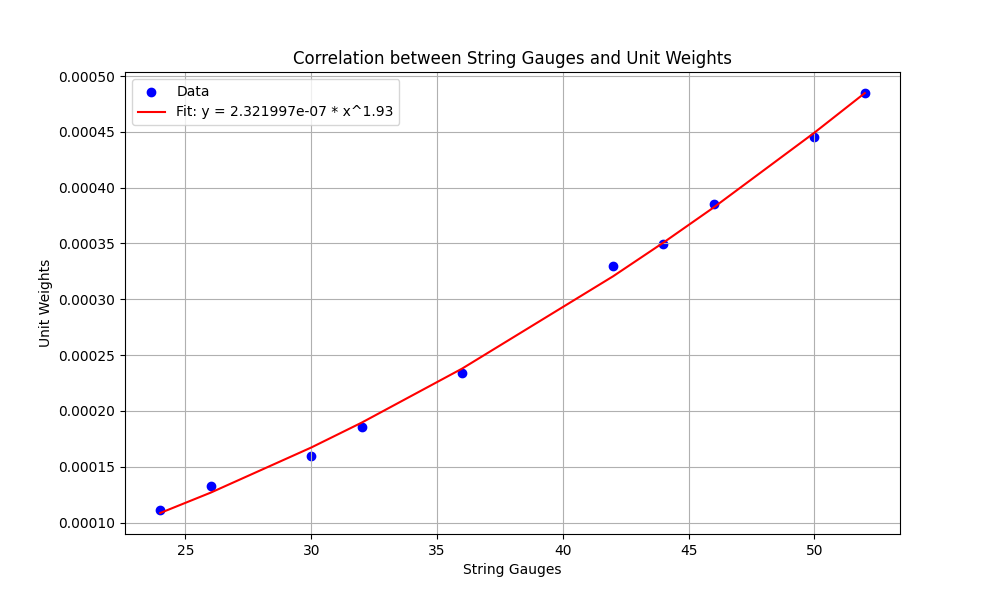 Correlation between String Gauges and Unit Weights
Data
Fit: y = 2.321997e-07 * x^1.93
0.00050
0.00045
0.00040
0.00035
0.00030
0.00025
0.00020
0.00015
0.00010
Unit Weights
25 30 35 40 45 50
String Gauges